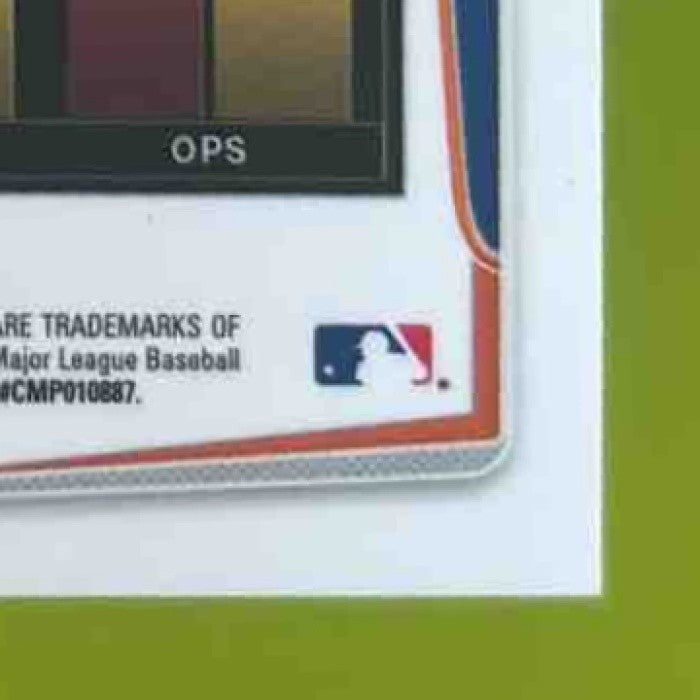 OPS
ARE TRADEMARKS OF
Major League Baseball
#CMP010887.